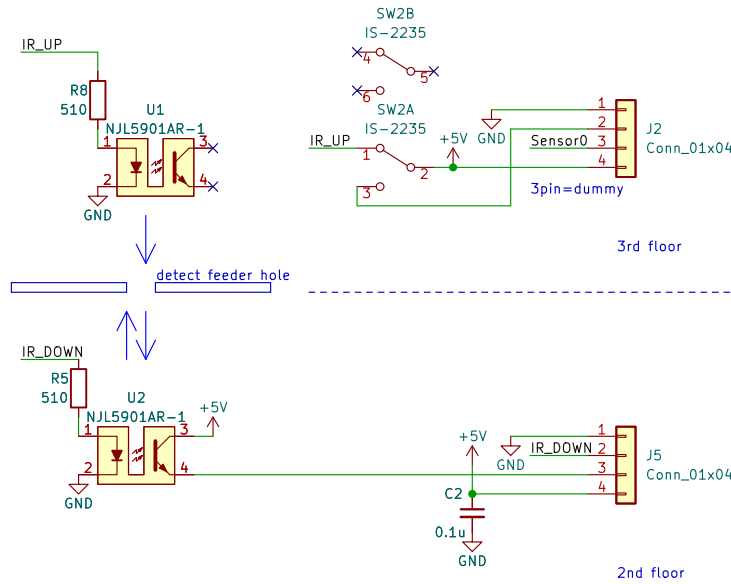 SW2B
IS-2235
4
5
6
IR_UP
R8
510
U1
NJL5901AR-1
1
2
3
4
GND
SW2A
IS-2235
IR_UP
1
2
3
+5V
GND
Sensor0
1
2
3
4
J2
Conn_01x04
3pin=dummy
3rd floor
detect feeder hole
IR_DOWN
R5
510
U2
NJL5901AR-1
1
2
3
4
+5V
GND
+5V
C2
0.1u
GND
GND
IR_DOWN
1
2
3
4
J5
Conn_01x04
2nd floor